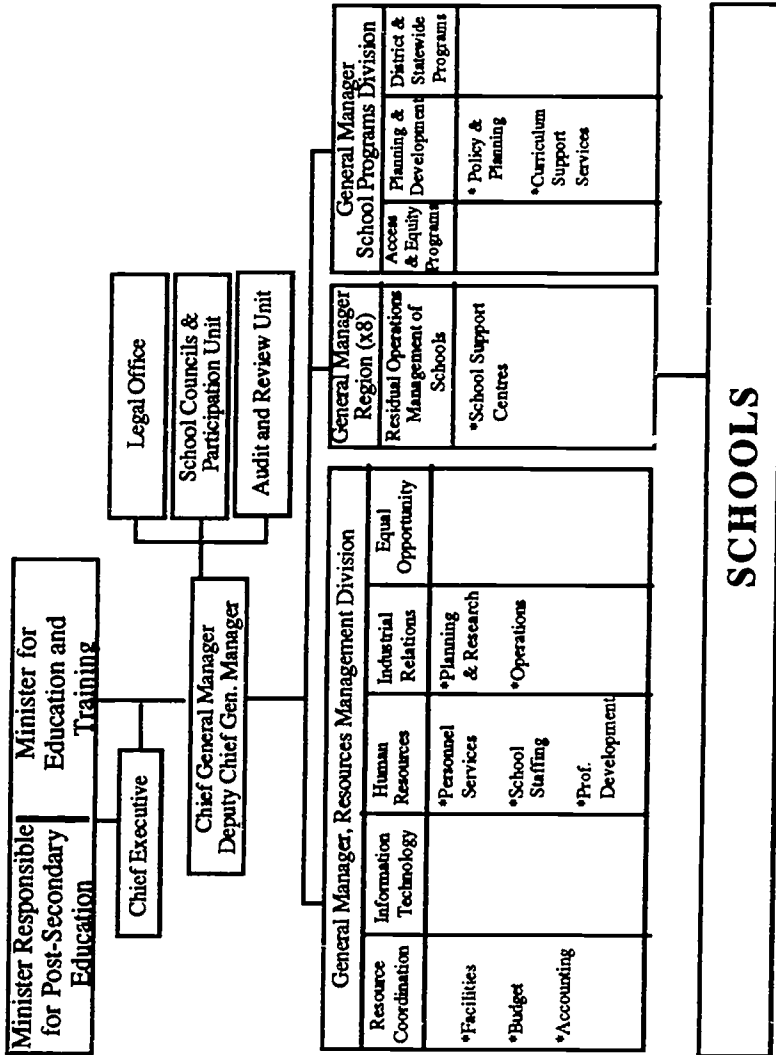 Minister Responsible
for Post-Secondary
Education
Minister for
Education and
Training
Chief Executive
Chief General Manager
Deputy Chief Gen. Manager
Legal Office
School Councils &
Participation Unit
Audit and Review Unit
General Manager, Resources Management Division
Resource
Coordination
*Facilities
*Budget
*Accounting
Information
Technology
Human
Resources
*Personnel
Services
*School
Staffing
*Prof.
Development
Industrial
Relations
*Planning
& Research
*Operations
Equal
Opportunity
General Manager
Region (x8)
Residual Operations
Management of
Schools
*School Support
Centres
General Manager
School Programs Division
Access
& Equity
Programs
Planning &
Development
*Policy &
Planning
*Curriculum
Support
Services
District &
Statewide
Programs
SCHOOLS